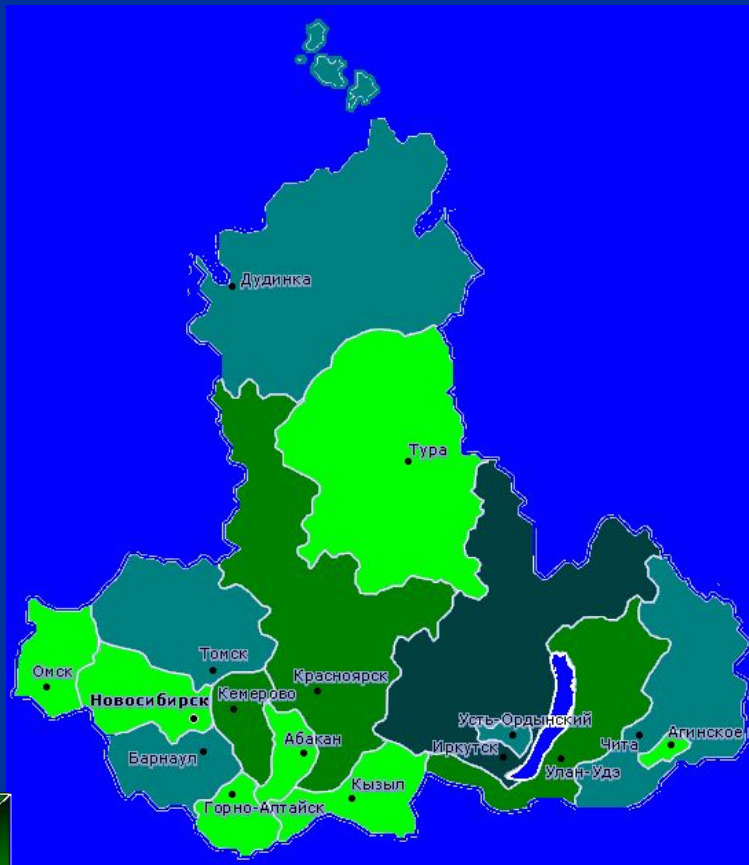 Дудинка
Тура
Томск
Омск
Красноярск
Новосибирск
Кемерово
Усть-Ордынский
Абакан
Агинское
Чита
Иркутск
Барнаул
Улан-Удэ
Кызыл
Горно-Алтайск